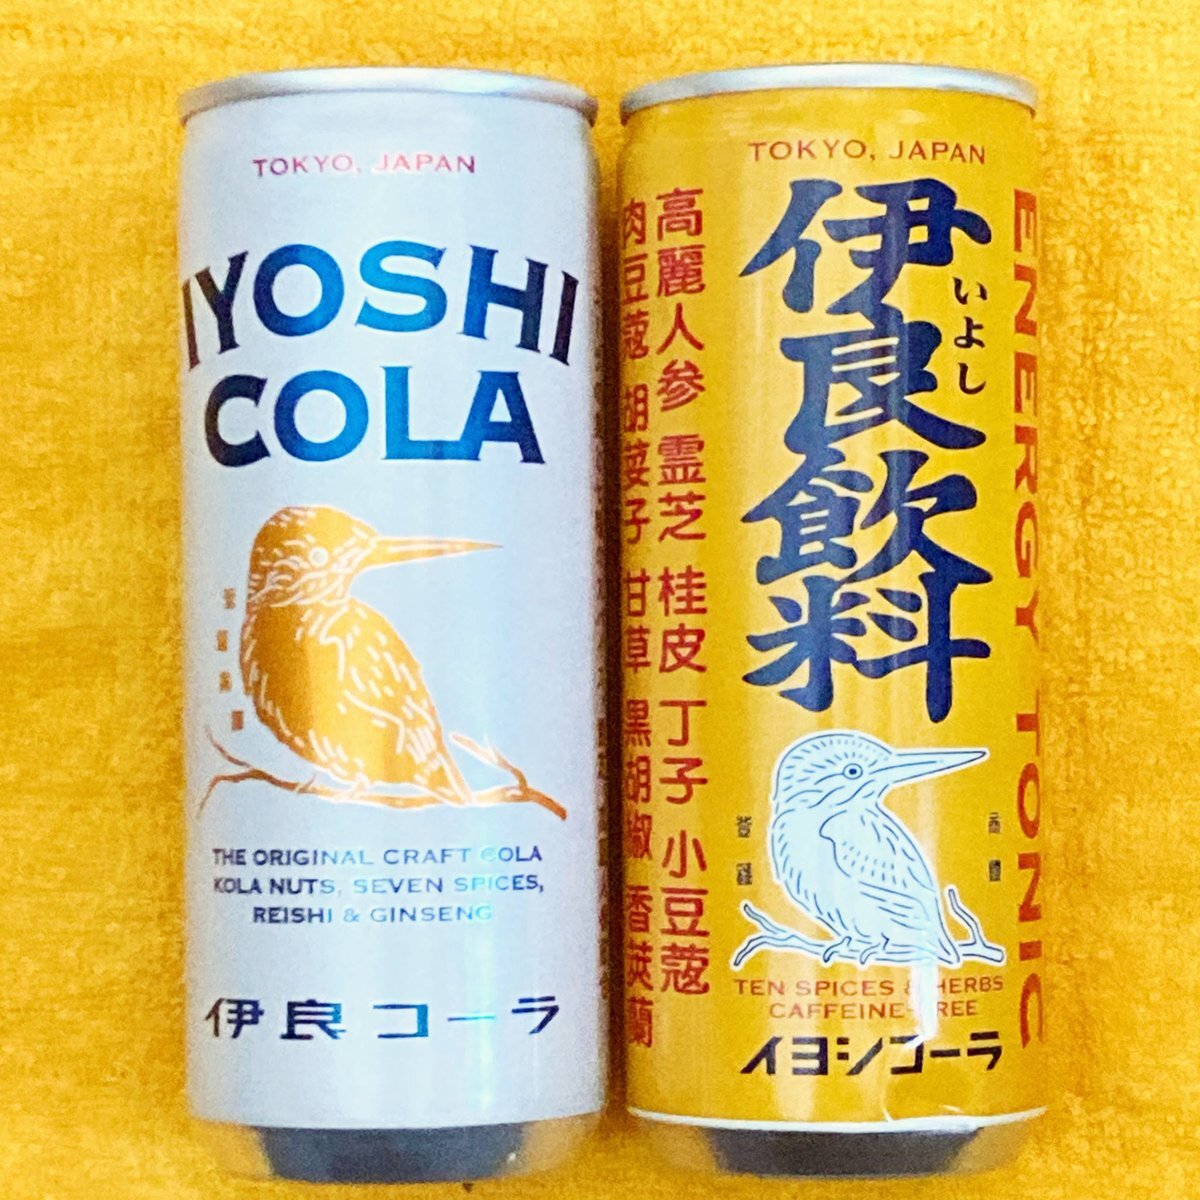 TOKYO, JAPAN
IYOSHI
COLA
THE ORIGINAL CRAFT COLA
KOLA NUTS, SEVEN SPICES,
REISHI & GINSENG
伊良コーラ
TOKYO, JAPAN
伊良飲料
いよし
ENERGY TONIC
高麗人参 霊芝 桂皮 丁子 小豆蔻
肉豆蔻 胡荽子 甘草 黒胡椒 香莢蘭
TEN SPICES & HERBS
CAFFEINE-FREE
イヨシコーラ